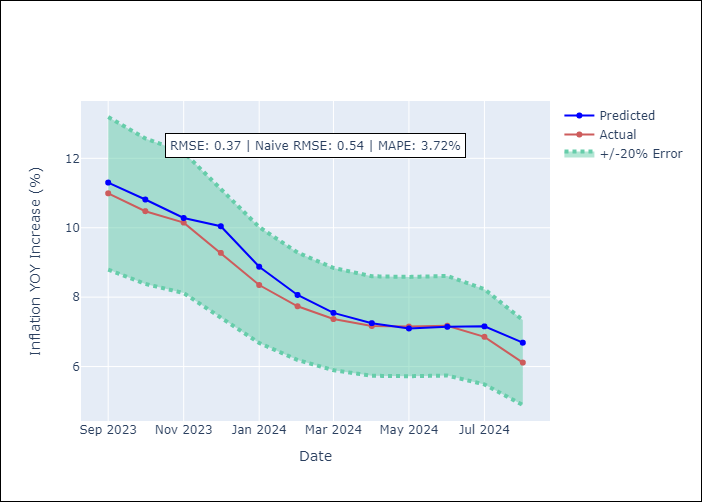 RMSE: 0.37 | Naive RMSE: 0.54 | MAPE: 3.72%
Predicted
Actual
+/-20% Error
Inflation YOY Increase (%)
12
10
8
6
Sep 2023
Nov 2023
Jan 2024
Mar 2024
May 2024
Jul 2024
Date